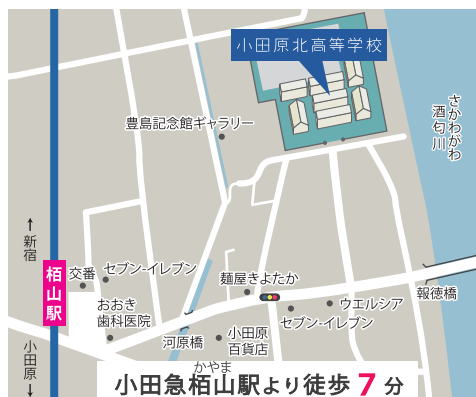 小田原北高等学校
さかわがわ
酒匂川
豊島記念館ギャラリー
↑新宿
栢山駅
交番
セブン-イレブン
おおき
歯科医院
麺屋きよたか
ウエルシア
セブン-イレブン
報徳橋
河原橋
小田原
百貨店
小田原↓
かやま
小田急栢山駅より徒歩7分